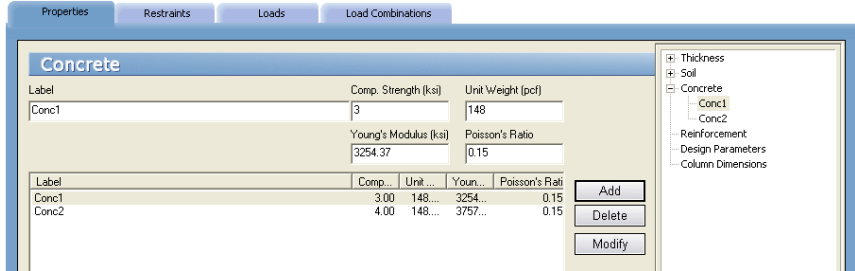 Properties Restraints Loads Load Combinations
Concrete
Label Comp. Strength (ksi) Unit Weight (pcf)
Conc1 3 148
Young's Modulus (ksi) Poisson's Ratio
3254.37 0.15
Label Comp... Unit ... Youn... Poisson's Rati
Conc1 3.00 148.... 3254... 0.15
Conc2 4.00 148.... 3757... 0.15
Add
Delete
Modify
Thickness
Soil
Concrete
Conc1
Conc2
Reinforcement
Design Parameters
Column Dimensions